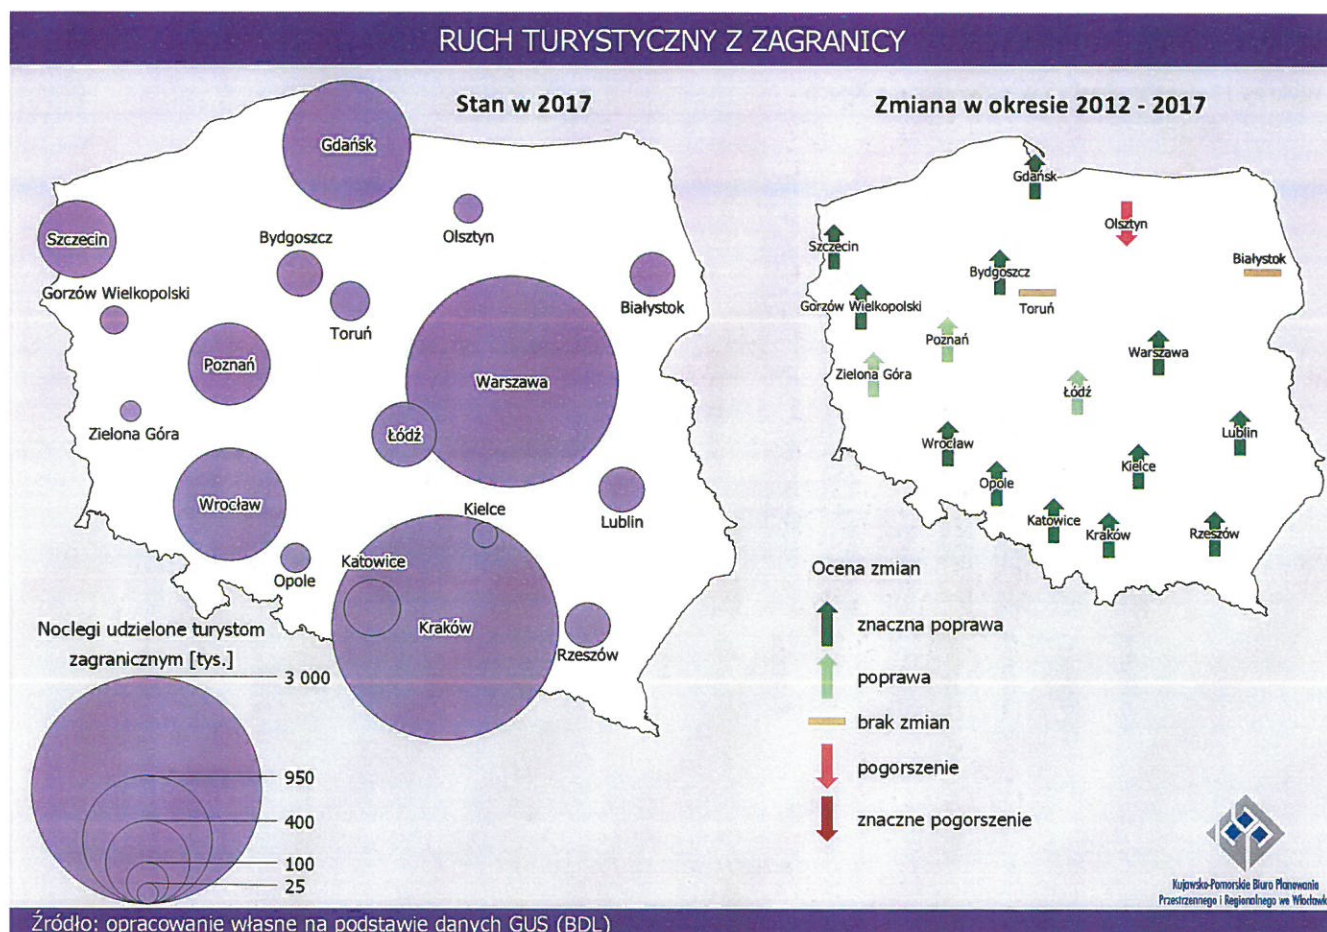 RUCH TURYSTYCZNY Z ZAGRANICY
Stan w 2017
Gdańsk
Szczecin
Olsztyn
Bydgoszcz
Gorzów Wielkopolski
Białystok
Toruń
Poznań
Warszawa
Zielona Góra
Łódź
Wrocław
Lublin
Kielce
Katowice
Opole
Kraków
Rzeszów
Noclegi udzielone turystom
zagranicznym [tys.]
3 000
950
400
100
25
Zmiana w okresie 2012 - 2017
Gdańsk
Olsztyn
Szczecin
Białystok
Bydgoszcz
Gorzów Wielkopolski
Toruń
Poznań
Warszawa
Zielona Góra
Łódź
Lublin
Wrocław
Kielce
Opole
Katowice
Kraków
Rzeszów
Ocena zmian
znaczna poprawa
poprawa
brak zmian
pogorszenie
znaczne pogorszenie
Kujawsko-Pomorskie Biuro Planowania
Przestrzennego i Regionalnego we Włocławk
Źródło: opracowanie własne na podstawie danych GUS (BDL)